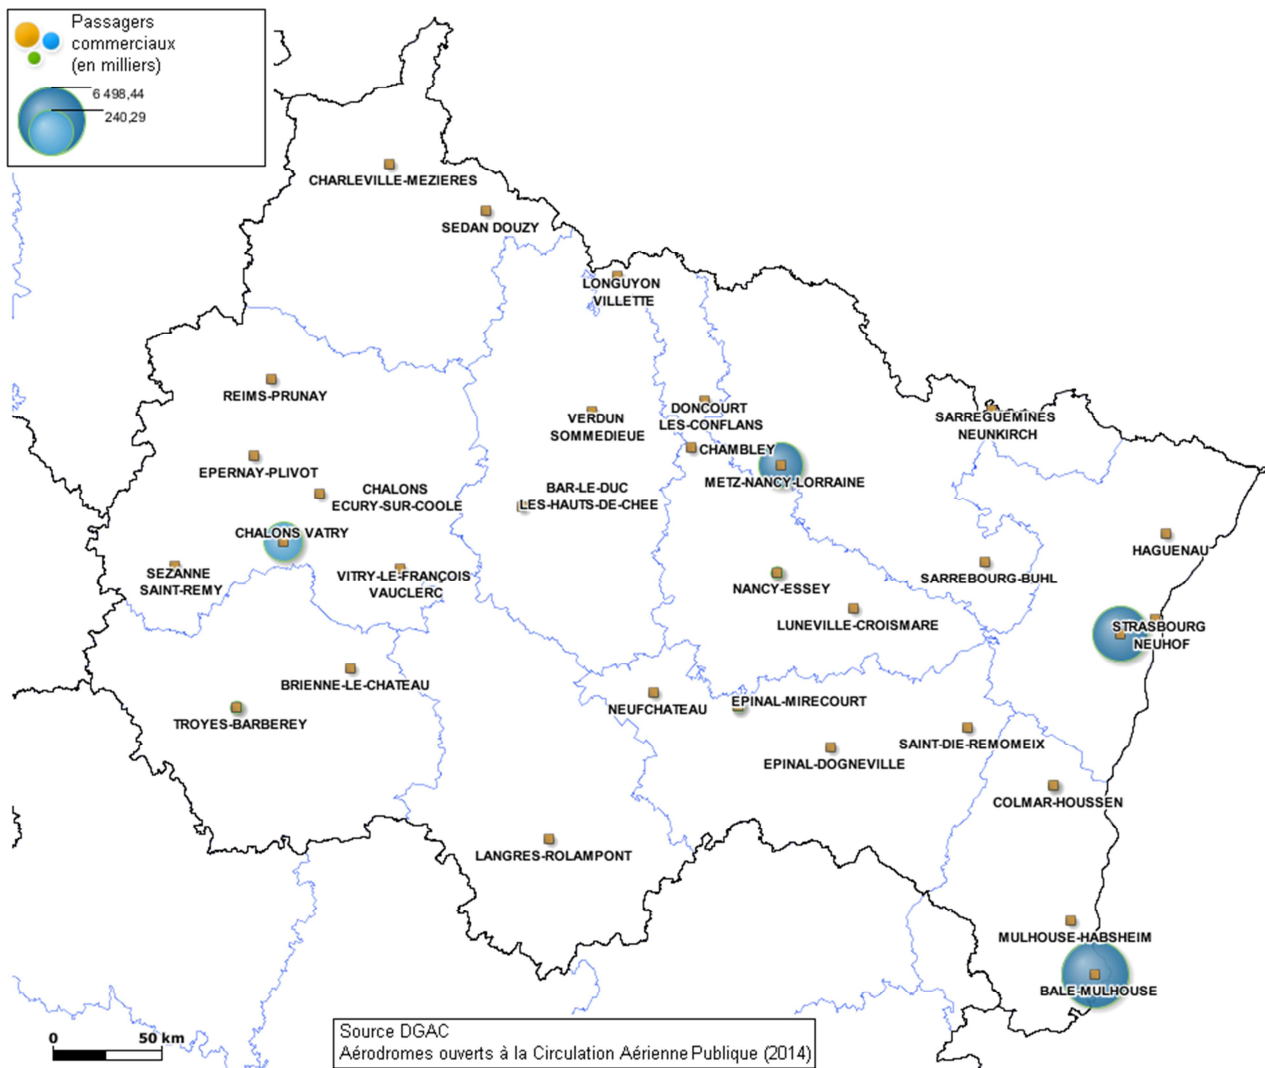 Passagers
commerciaux
(en milliers)
6 498,44
240,29
CHARLEVILLE-MEZIERES
SEDAN DOUZY
LONGUYON
VILLETTE
REIMS-PRUNAY
VERDUN
SOMMEDIEUE
DONCOURT
LES-CONFLANS
SARREGUEMINES
NEUNKIRCH
CHAMBLEY
EPERNAY-PLIVOT
METZ-NANCY-LORRAINE
CHALONS
ECURY-SUR-COOLE
BAR-LE-DUC
LES-HAUTS-DE-CHEE
CHALONS VATRY
HAGUENAU
SEZANNE
SAINT-REMY
VITRY-LE-FRANÇOIS
VAUCLERC
NANCY-ESSEY
SARREBOURG-BUHL
LUNEVILLE-CROISMARE
STRASBOURG
NEUHOF
BRIENNE-LE-CHATEAU
NEUFCHATEAU
EPINAL-MIRECOURT
TROYES-BARBEREY
SAINT-DIE-REMOMEIX
EPINAL-DOGNEVILLE
COLMAR-HOUSSEN
LANGRES-ROLAMPONT
MULHOUSE-HABSHEIM
BALE-MULHOUSE
0 50 km
Source DGAC
Aérodromes ouverts à la Circulation Aérienne Publique (2014)